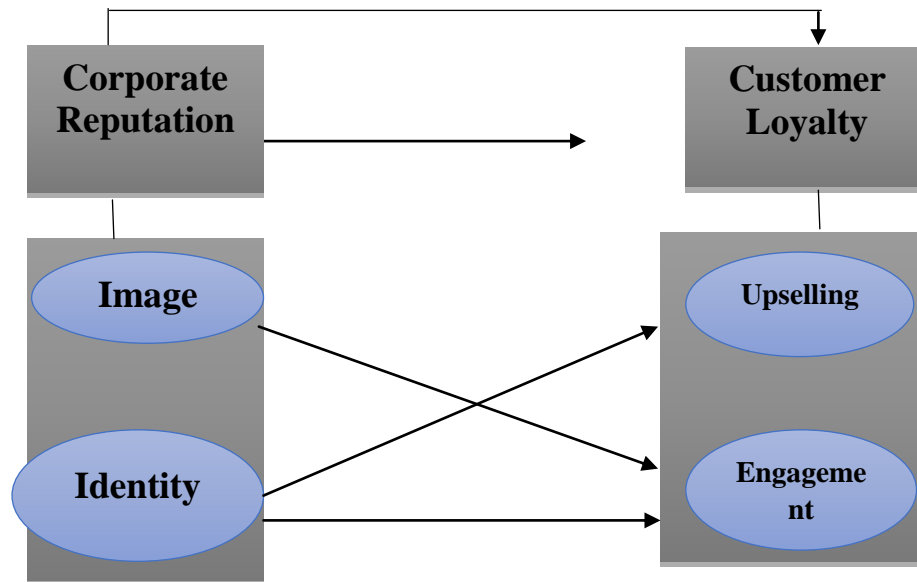 Corporate
Reputation
Customer
Loyalty
Image
Upselling
Identity
Engageme
nt